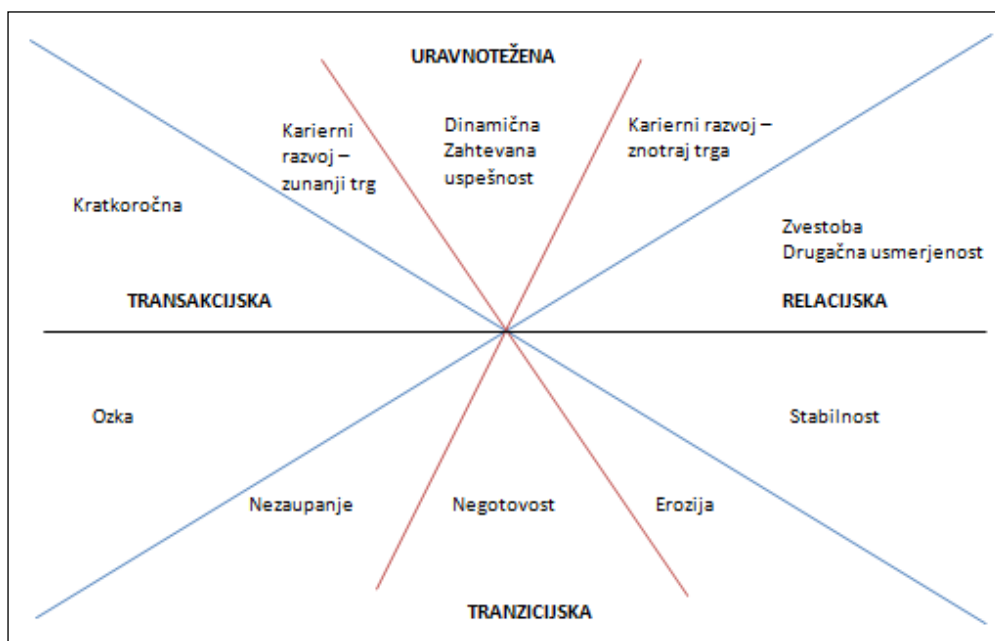 URAVNOTEŽENA
Karierni
razvoj –
zunanji trg
Dinamična
Zahtevana
uspešnost
Karierni razvoj –
znotraj trga
Kratkoročna
Zvestoba
Drugačna usmerjenost
TRANSAKCIJSKA
RELACIJSKA
Ozka
Stabilnost
Nezaupanje
Negotovost
Erozija
TRANZICIJSKA